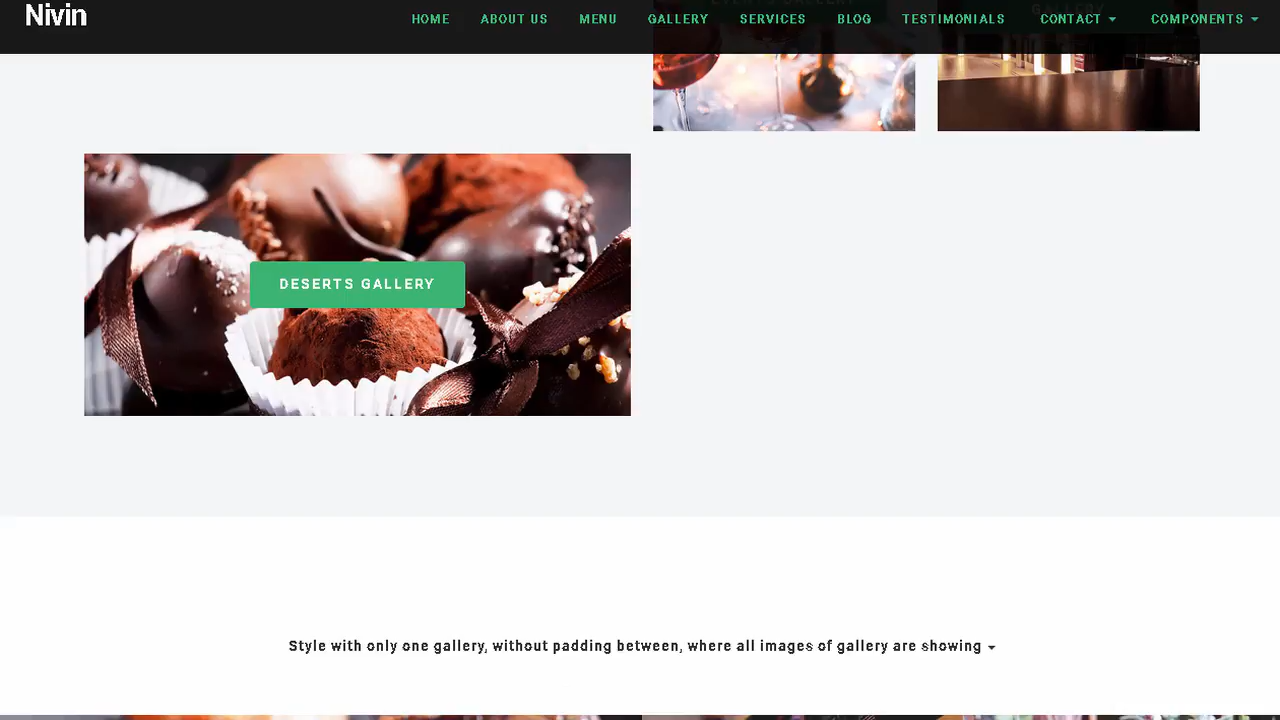 Nivin
HOME ABOUT US MENU GALLERY SERVICES BLOG TESTIMONIALS CONTACT COMPONENTS
GALLERY
DESERTS GALLERY
Style with only one gallery, without padding between, where all images of gallery are showing